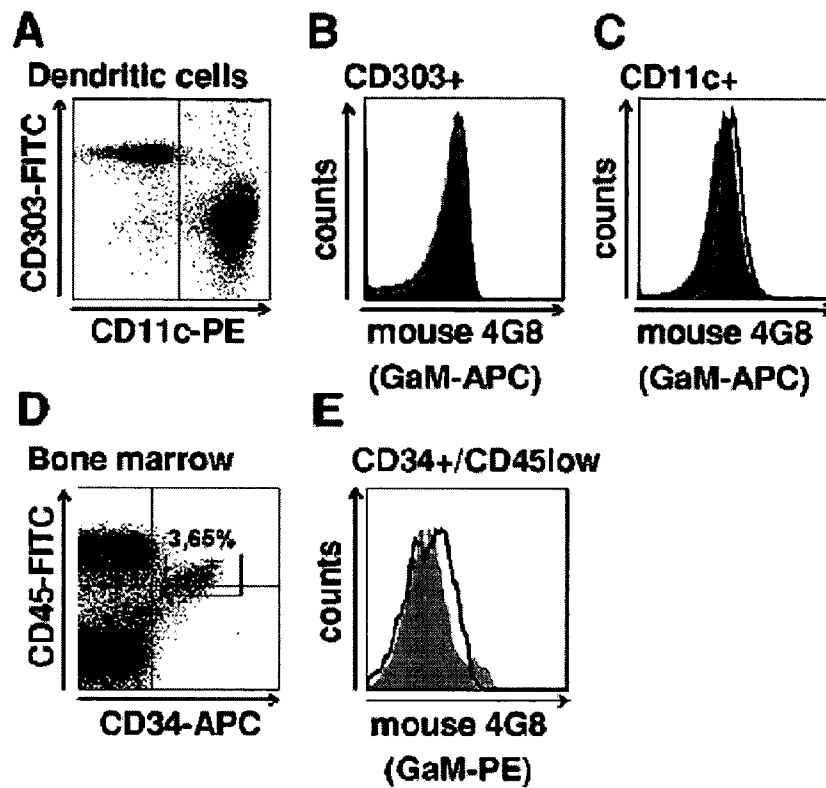 A
Dendritic cells
CD303-FITC
CD11c-PE
B
CD303+
counts
mouse 4G8
(GaM-APC)
C
CD11c+
counts
mouse 4G8
(GaM-APC)
D
Bone marrow
CD45-FITC
3,65%
CD34-APC
E
CD34+/CD45low
counts
mouse 4G8
(GaM-PE)